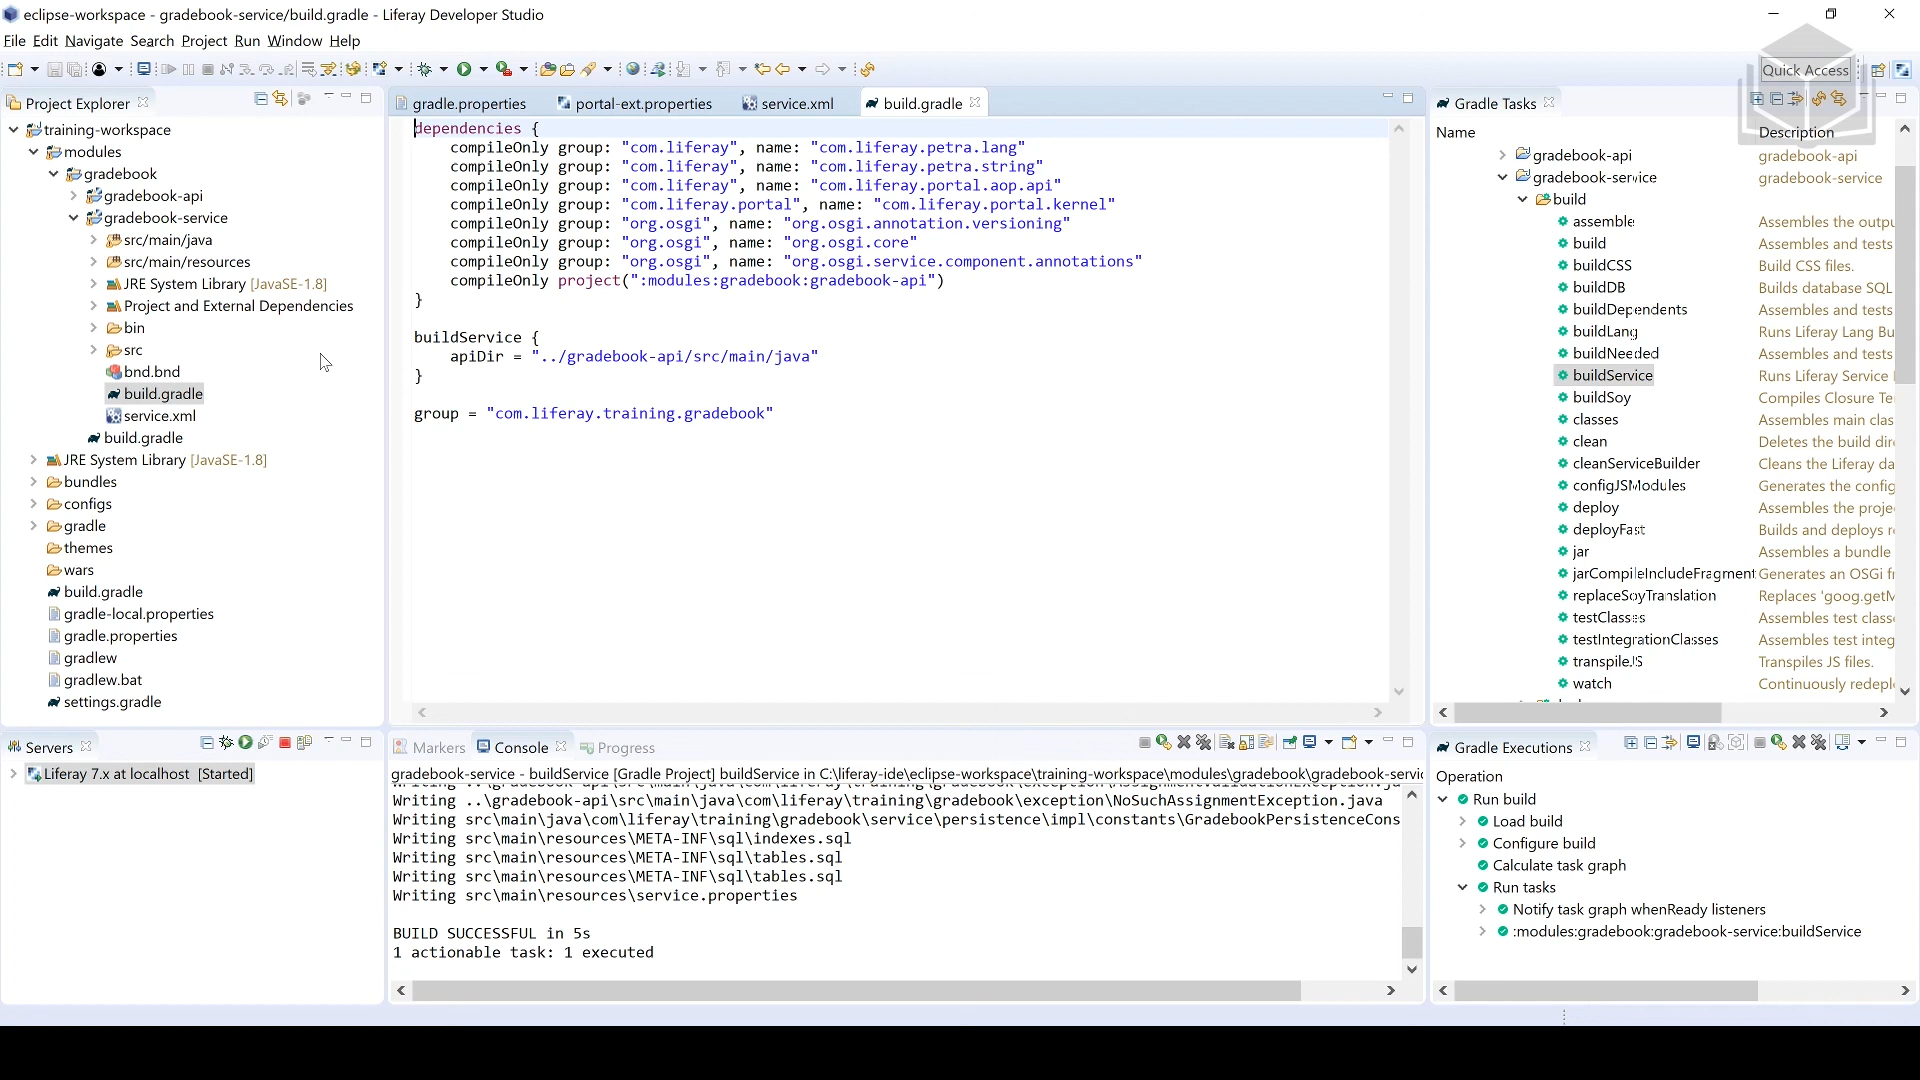 eclipse-workspace - gradebook-service/build.gradle - Liferay Developer Studio
File Edit Navigate Search Project Run Window Help
Quick Access
Project Explorer
training-workspace
modules
gradebook
gradebook-api
gradebook-service
src/main/java
src/main/resources
JRE System Library [JavaSE-1.8]
Project and External Dependencies
bin
src
bnd.bnd
build.gradle
service.xml
build.gradle
JRE System Library [JavaSE-1.8]
bundles
configs
gradle
themes
wars
build.gradle
gradle-local.properties
gradle.properties
gradlew
gradlew.bat
settings.gradle
gradle.properties portal-ext.properties service.xml build.gradle
dependencies {
compileOnly group: "com.liferay", name: "com.liferay.petra.lang"
compileOnly group: "com.liferay", name: "com.liferay.petra.string"
compileOnly group: "com.liferay", name: "com.liferay.portal.aop.api"
compileOnly group: "com.liferay.portal", name: "com.liferay.portal.kernel"
compileOnly group: "org.osgi", name: "org.osgi.annotation.versioning"
compileOnly group: "org.osgi", name: "org.osgi.core"
compileOnly group: "org.osgi", name: "org.osgi.service.component.annotations"
compileOnly project(":modules:gradebook:gradebook-api")
}
buildService {
apiDir = "../gradebook-api/src/main/java"
}
group = "com.liferay.training.gradebook"
Gradle Tasks
Name Description
gradebook-api gradebook-api
gradebook-service gradebook-service
build
assemble Assembles the outpu
build Assembles and tests
buildCSS Build CSS files.
buildDB Builds database SQL
buildDependents Assembles and tests
buildLang Runs Liferay Lang Bu
buildNeeded Assembles and tests
buildService Runs Liferay Service
buildSoy Compiles Closure Te
classes Assembles main clas
clean Deletes the build dir
cleanServiceBuilder Cleans the Liferay da
configJSModules Generates the config
deploy Assembles the proje
deployFast Builds and deploys r
jar Assembles a bundle
jarCompileIncludeFragment Generates an OSGi fr
replaceSoyTranslation Replaces 'goog.getM
testClasses Assembles test class
testIntegrationClasses Assembles test integ
transpileJS Transpiles JS files.
watch Continuously redepl
Servers
Liferay 7.x at localhost [Started]
Markers Console Progress
gradebook-service - buildService [Gradle Project] buildService in C:\liferay-ide\eclipse-workspace\training-workspace\modules\gradebook\gradebook-servic
Writing ..\gradebook-api\src\main\java\com\liferay\training\gradebook\exception\AssignmentValidationException.ja
Writing ..\gradebook-api\src\main\java\com\liferay\training\gradebook\exception\NoSuchAssignmentException.java
Writing src\main\java\com\liferay\training\gradebook\service\persistence\impl\constants\GradebookPersistenceCons
Writing src\main\resources\META-INF\sql\indexes.sql
Writing src\main\resources\META-INF\sql\tables.sql
Writing src\main\resources\META-INF\sql\tables.sql
Writing src\main\resources\service.properties
BUILD SUCCESSFUL in 5s
1 actionable task: 1 executed
Gradle Executions
Operation
Run build
Load build
Configure build
Calculate task graph
Run tasks
Notify task graph whenReady listeners
:modules:gradebook:gradebook-service:buildService